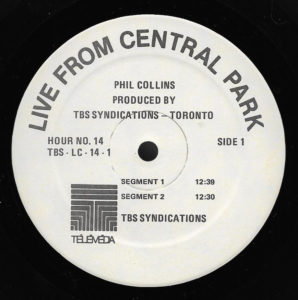 LIVE FROM CENTRAL PARK
PHIL COLLINS
PRODUCED BY
TBS SYNDICATIONS - TORONTO
HOUR NO. 14
SIDE 1
TBS - LC - 14 - 1
SEGMENT 1 12:39
SEGMENT 2 12:30
TBS SYNDICATIONS
TÉLÉMÉDIA